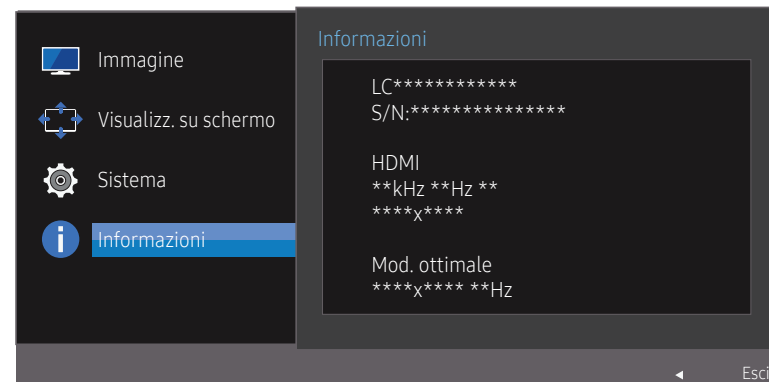 Immagine
Visualizz. su schermo
Sistema
Informazioni
Informazioni
LC************
S/N:***************
HDMI
**kHz **Hz **
****x****
Mod. ottimale
****x**** **Hz
Esci